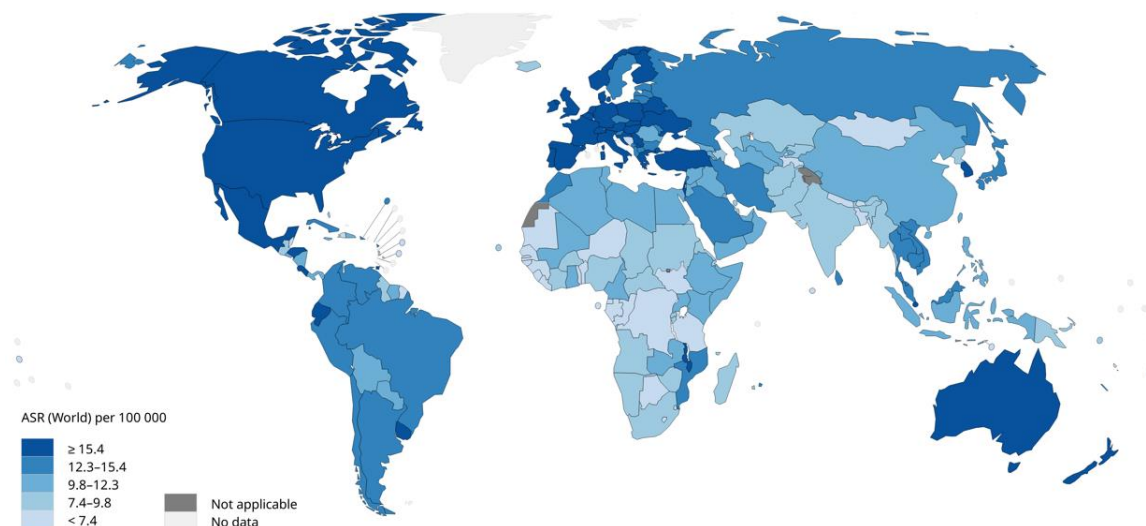 ASR (World) per 100 000
≥ 15.4
12.3–15.4
9.8–12.3
7.4–9.8
< 7.4
Not applicable
No data